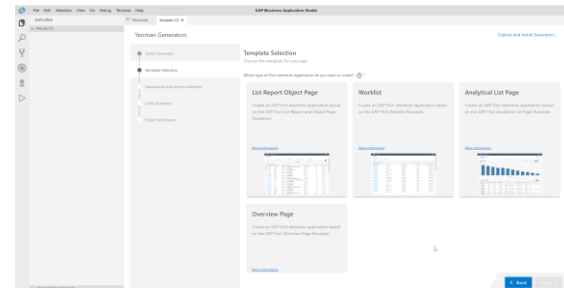 File Edit Selection View Go Debug Terminal Help
SAP Business Application Studio
EXPLORER
PROJECTS
Welcome
Yeoman UI
Yeoman Generators
Explore and Install Generators...
Select Generator
Template Selection
Datasource and Service Selection
Entity Selection
Project Attributes
Template Selection
Choose the template for your app
Which type of Fiori elements Application do you want to create?
List Report Object Page
Create an SAP Fiori elements application based
on the SAP Fiori List Report and Object Page
floorplans.
More Information
Worklist
Create an SAP Fiori elements application based
on the SAP Fiori Worklist floorplan.
More Information
Analytical List Page
Create an SAP Fiori elements application based
on the SAP Fiori Analytical List Page floorplan.
More Information
Overview Page
Create an SAP Fiori elements application based
on the SAP Fiori Overview Page floorplan.
More Information
< Back
Next >